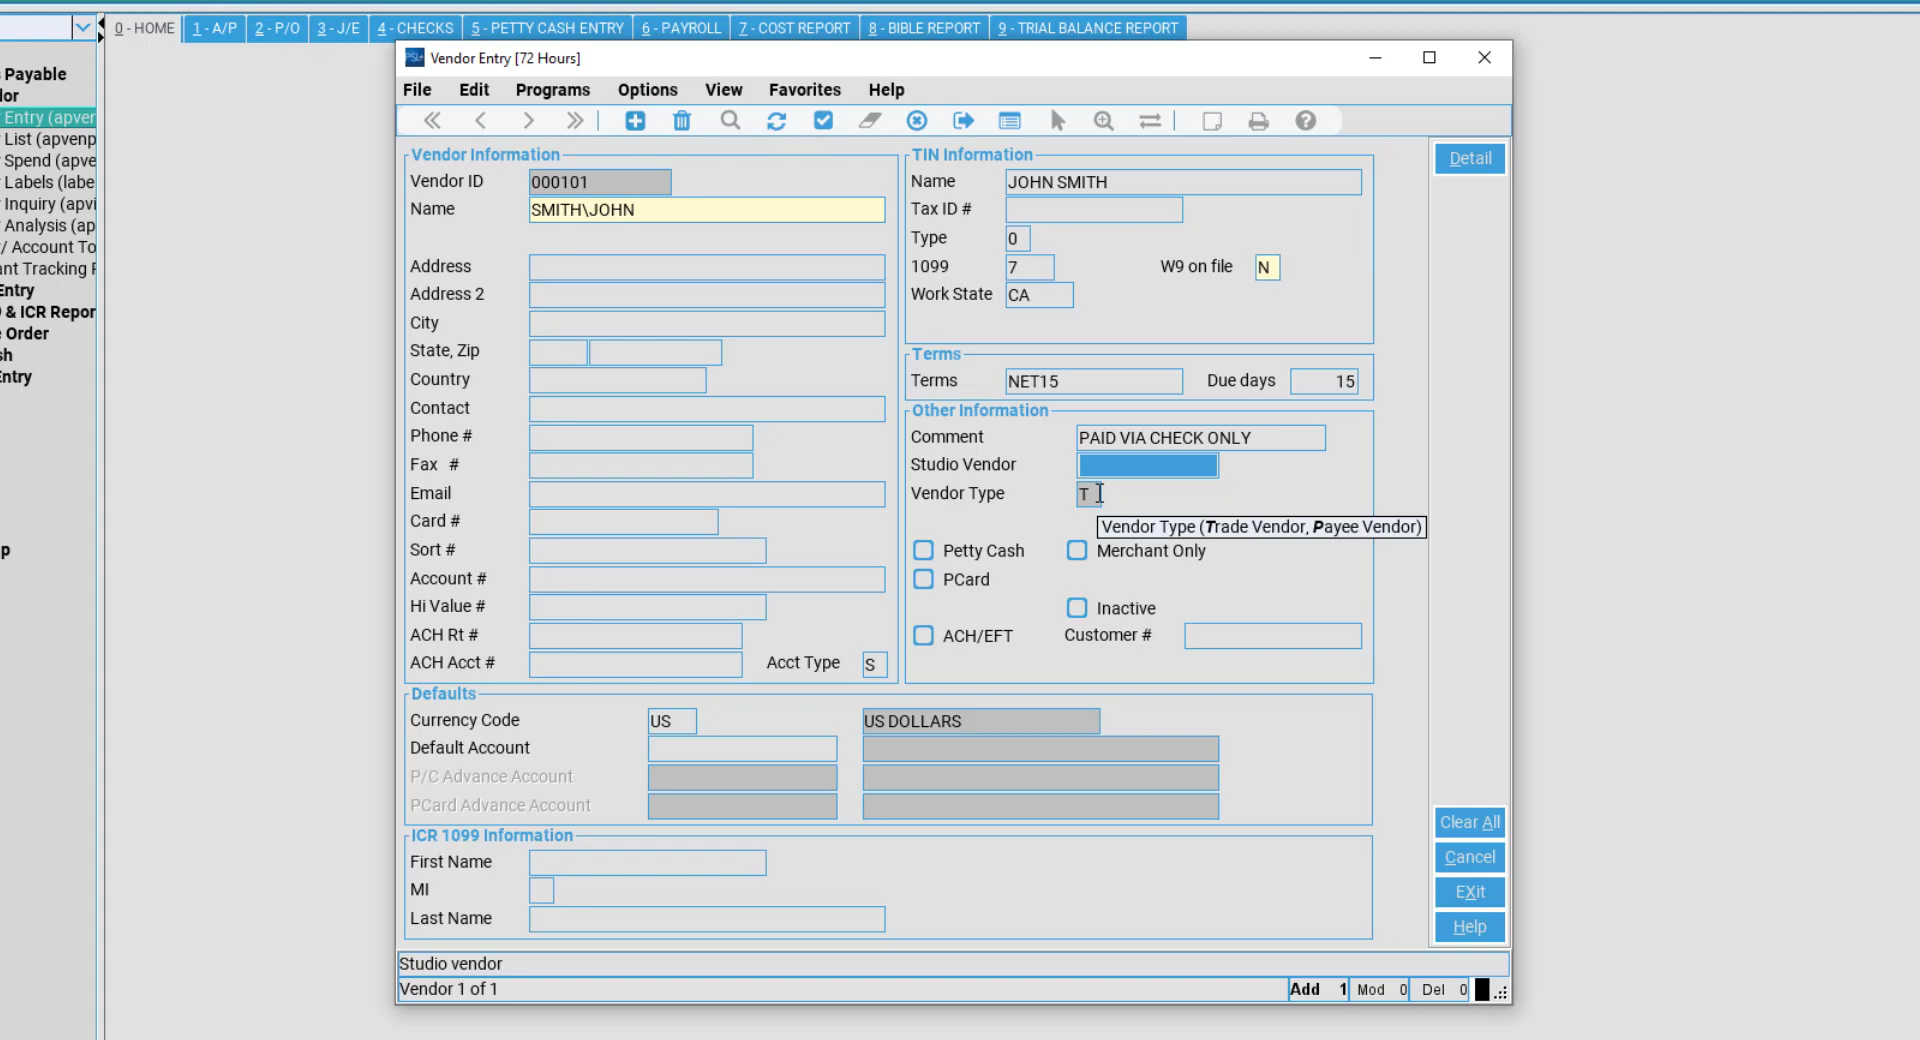 0 - HOME
1 - A/P
2 - P/O
3 - J/E
4 - CHECKS
5 - PETTY CASH ENTRY
6 - PAYROLL
7 - COST REPORT
8 - BIBLE REPORT
9 - TRIAL BALANCE REPORT
Payable
dor
Entry (apven
List (apvenp
Spend (apve
Labels (labe
Inquiry (apvi
Analysis (ap
/ Account To
ant Tracking
Entry
& ICR Repor
Order
sh
Entry
p
PSL+
Vendor Entry [72 Hours]
File Edit Programs Options View Favorites Help
Vendor Information
Vendor ID 000101
Name SMITH\JOHN
Address
Address 2
City
State, Zip
Country
Contact
Phone #
Fax #
Email
Card #
Sort #
Account #
Hi Value #
ACH Rt #
ACH Acct # Acct Type S
TIN Information
Name JOHN SMITH
Tax ID #
Type 0
1099 7 W9 on file N
Work State CA
Terms
Terms NET15 Due days 15
Other Information
Comment PAID VIA CHECK ONLY
Studio Vendor
Vendor Type T
Vendor Type (Trade Vendor, Payee Vendor)
Petty Cash Merchant Only
PCard
Inactive
ACH/EFT Customer #
Defaults
Currency Code US US DOLLARS
Default Account
P/C Advance Account
PCard Advance Account
ICR 1099 Information
First Name
MI
Last Name
Detail
Clear All
Cancel
EXit
Help
Studio vendor
Vendor 1 of 1
Add 1 Mod 0 Del 0